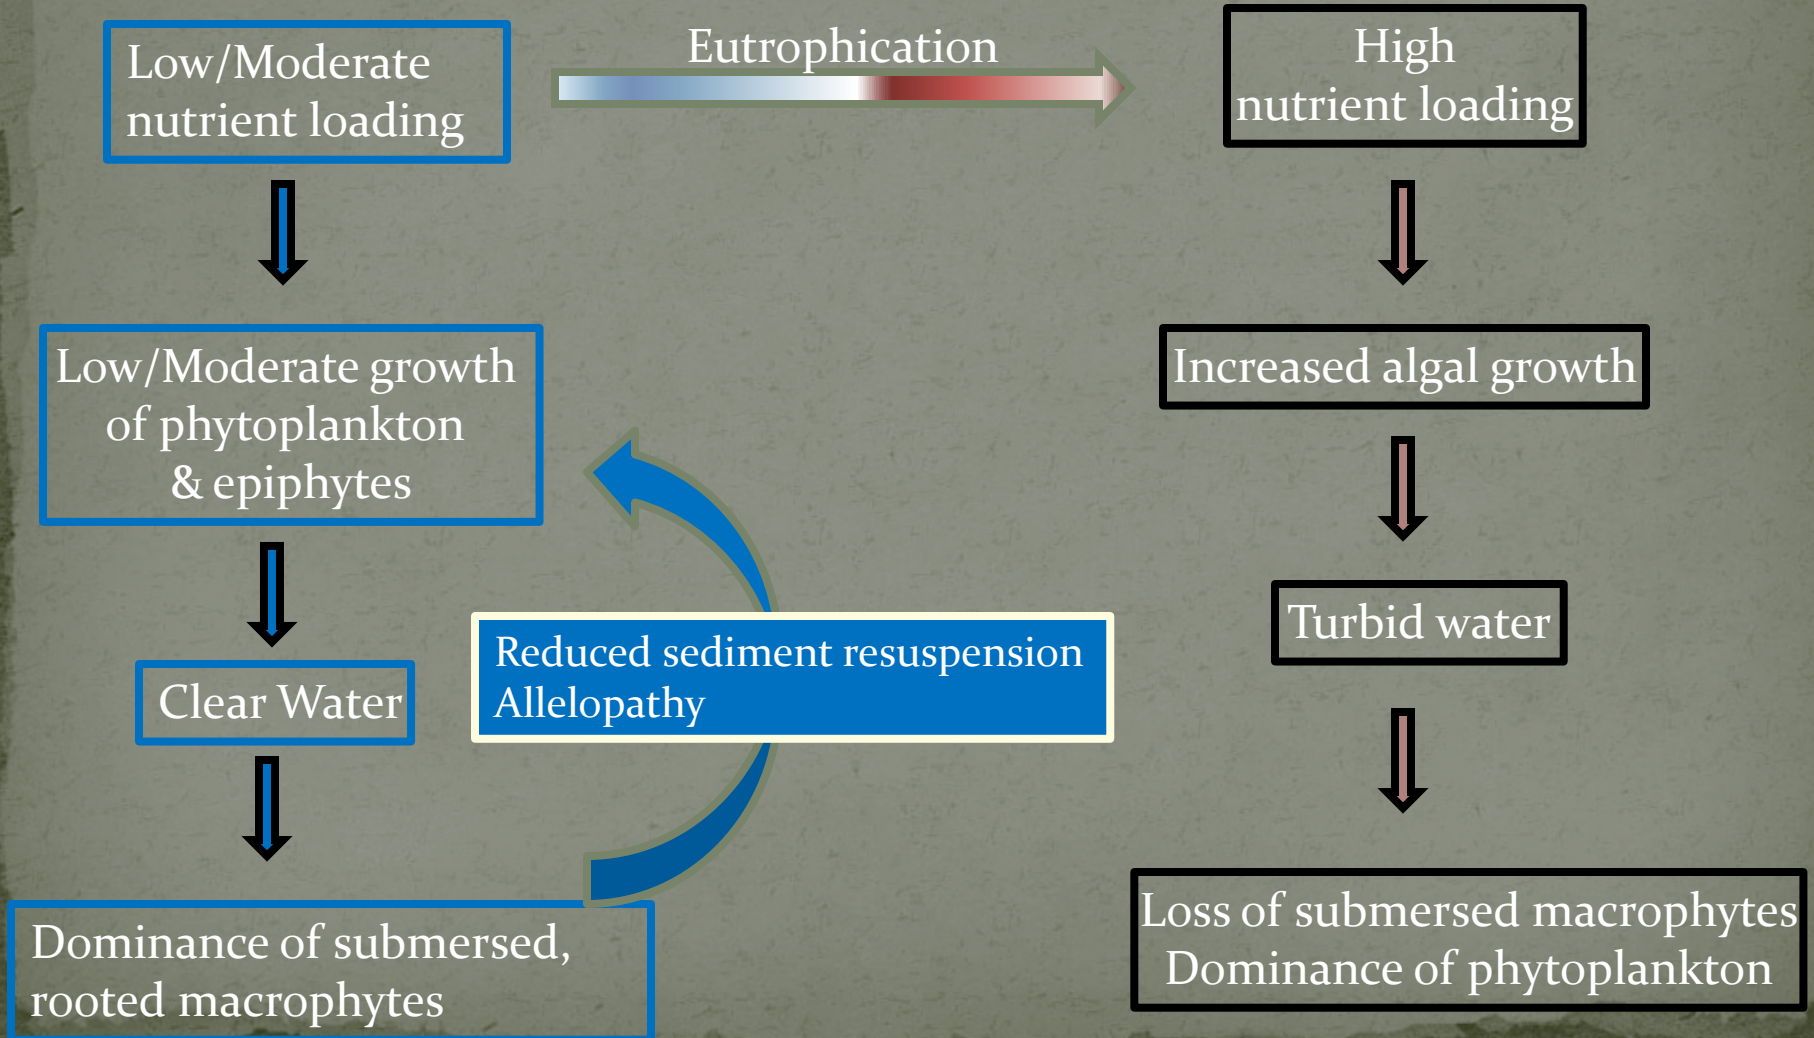 Low/Moderate
nutrient loading
Eutrophication
High
nutrient loading
Low/Moderate growth
of phytoplankton
& epiphytes
Increased algal growth
Clear Water
Reduced sediment resuspension
Allelopathy
Turbid water
Dominance of submersed,
rooted macrophytes
Loss of submersed macrophytes
Dominance of phytoplankton